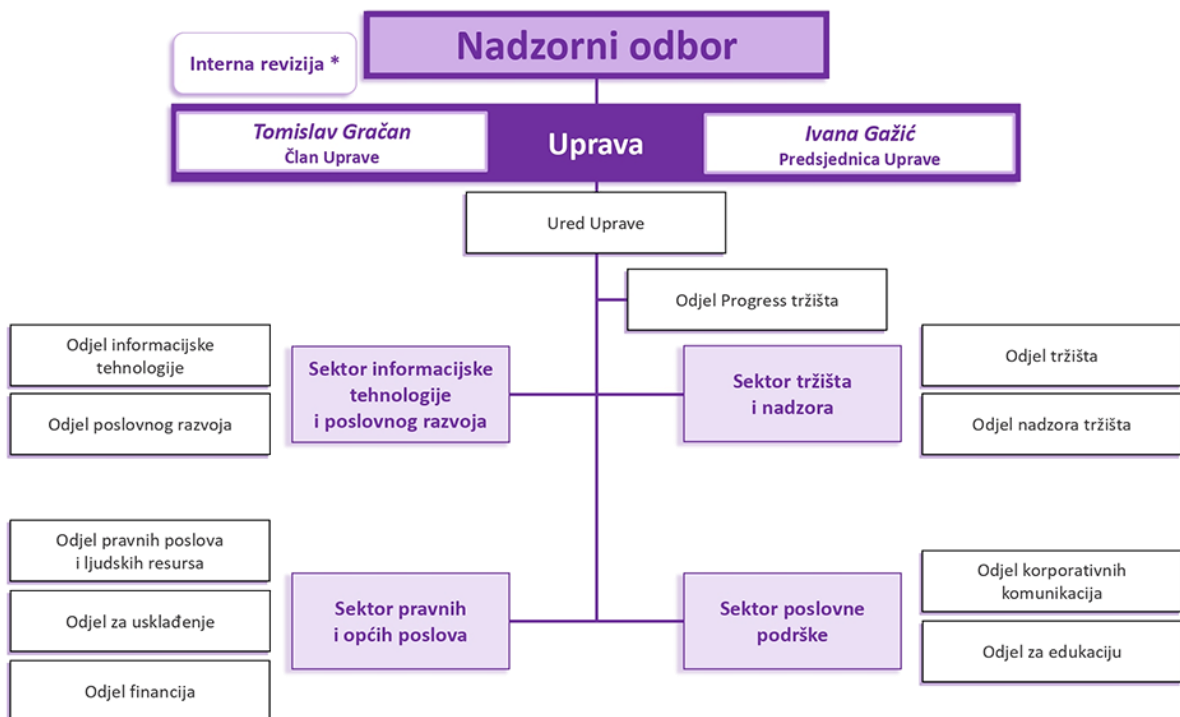 Nadzorni odbor
Interna revizija *
Tomislav Gračan
Član Uprave
Uprava
Ivana Gažić
Predsjednica Uprave
Ured Uprave
Odjel Progress tržišta
Odjel informacijske
tehnologije
Odjel poslovnog razvoja
Sektor informacijske
tehnologije
i poslovnog razvoja
Sektor tržišta
i nadzora
Odjel tržišta
Odjel nadzora tržišta
Odjel pravnih poslova
i ljudskih resursa
Odjel za usklađenje
Odjel financija
Sektor pravnih
i općih poslova
Sektor poslovne
podrške
Odjel korporativnih
komunikacija
Odjel za edukaciju